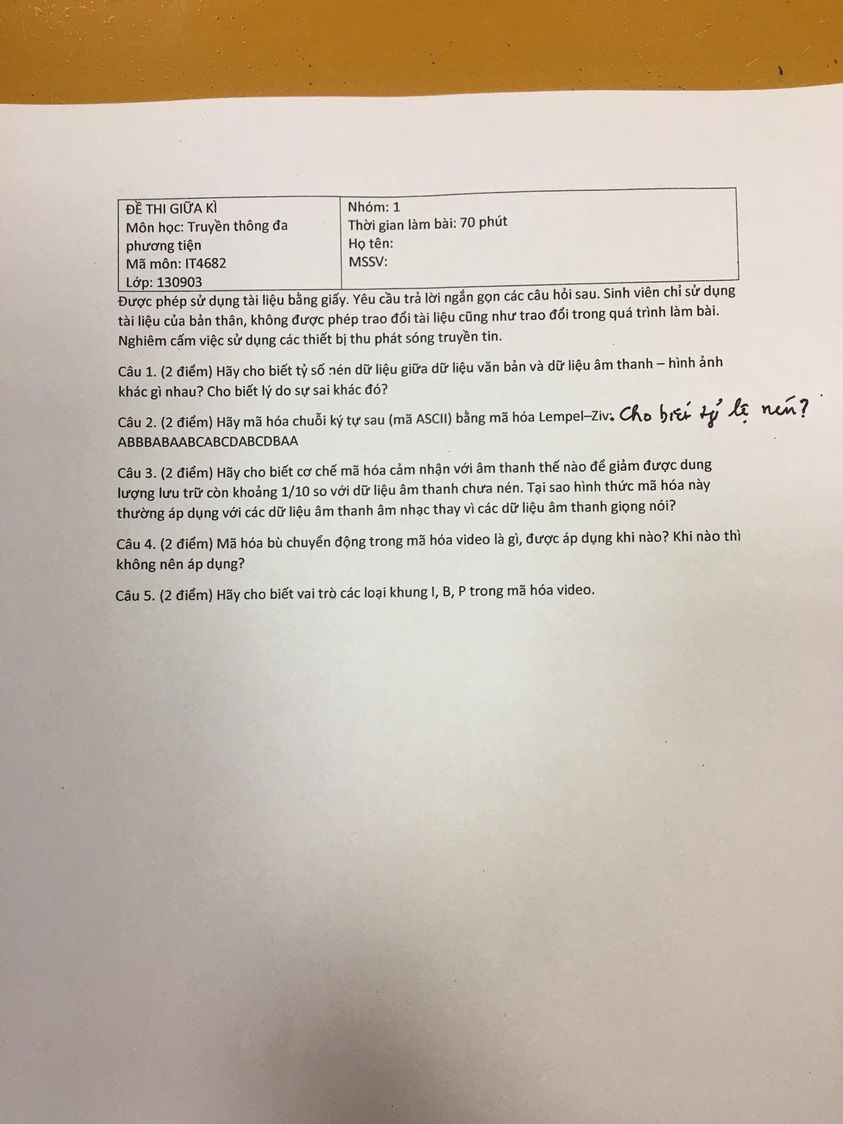 ĐỀ THI GIỮA KÌ
Môn học: Truyền thông đa
phương tiện
Mã môn: IT4682
Lớp: 130903
Nhóm: 1
Thời gian làm bài: 70 phút
Họ tên:
MSSV:
Được phép sử dụng tài liệu bằng giấy. Yêu cầu trả lời ngắn gọn các câu hỏi sau. Sinh viên chỉ sử dụng
tài liệu của bản thân, không được phép trao đổi tài liệu cũng như trao đổi trong quá trình làm bài.
Nghiêm cấm việc sử dụng các thiết bị thu phát sóng truyền tin.
Câu 1. (2 điểm) Hãy cho biết tỷ số nén dữ liệu giữa dữ liệu văn bản và dữ liệu âm thanh – hình ảnh
khác gì nhau? Cho biết lý do sự sai khác đó?
Câu 2. (2 điểm) Hãy mã hóa chuỗi ký tự sau (mã ASCII) bằng mã hóa Lempel–Ziv. Cho biết tỷ lệ nén?
ABBBABAABCABCDABCDBAA
Câu 3. (2 điểm) Hãy cho biết cơ chế mã hóa cảm nhận với âm thanh thế nào để giảm được dung
lượng lưu trữ còn khoảng 1/10 so với dữ liệu âm thanh chưa nén. Tại sao hình thức mã hóa này
thường áp dụng với các dữ liệu âm thanh âm nhạc thay vì các dữ liệu âm thanh giọng nói?
Câu 4. (2 điểm) Mã hóa bù chuyển động trong mã hóa video là gì, được áp dụng khi nào? Khi nào thì
không nên áp dụng?
Câu 5. (2 điểm) Hãy cho biết vai trò các loại khung I, B, P trong mã hóa video.